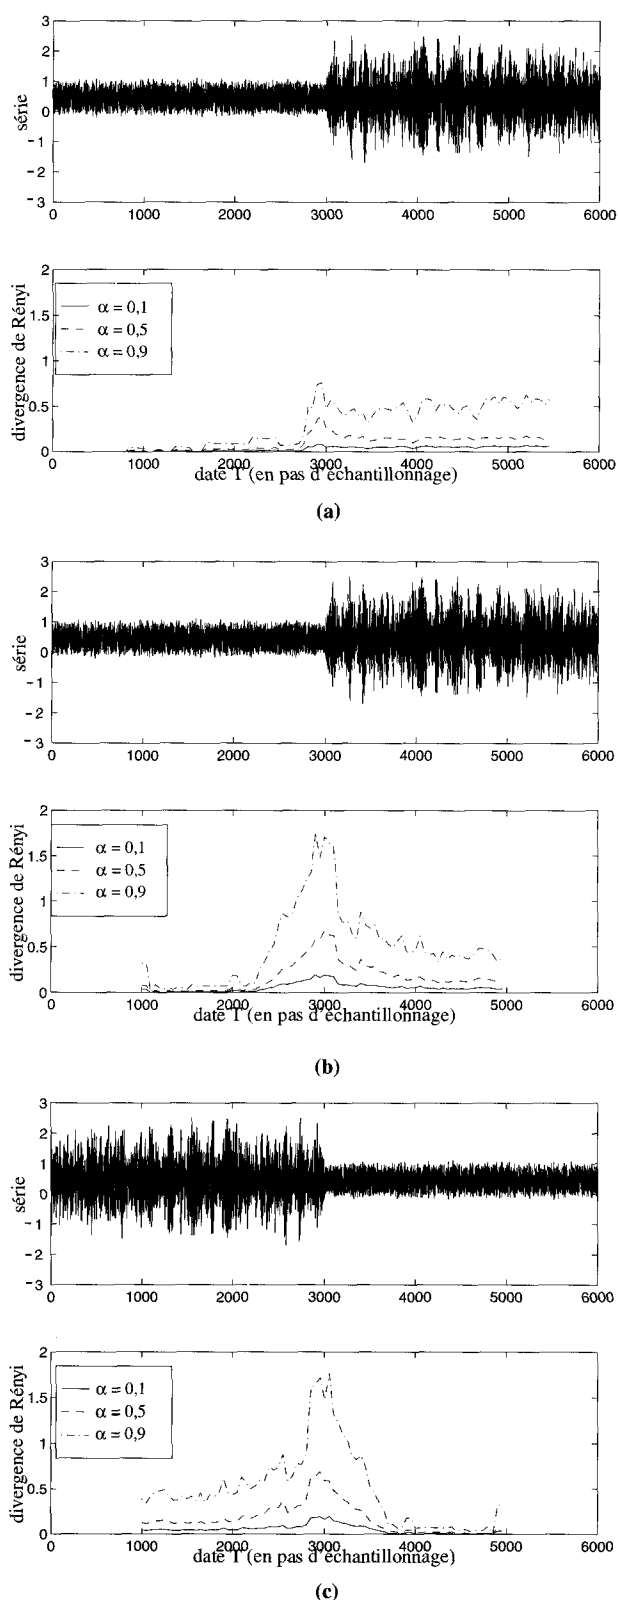 3
2
1
0
-1
-2
-3
série
0 1000 2000 3000 4000 5000 6000
2
1.5
1
0.5
0
divergence de Rényi
α = 0,1
α = 0,5
α = 0,9
0 1000 2000 3000 4000 5000 6000
date T (en pas d'échantillonnage)
(a)
3
2
1
0
-1
-2
-3
série
0 1000 2000 3000 4000 5000 6000
2
1.5
1
0.5
0
divergence de Rényi
α = 0,1
α = 0,5
α = 0,9
0 1000 2000 3000 4000 5000 6000
date T (en pas d'échantillonnage)
(b)
3
2
1
0
-1
-2
-3
série
0 1000 2000 3000 4000 5000 6000
2
1.5
1
0.5
0
divergence de Rényi
α = 0,1
α = 0,5
α = 0,9
0 1000 2000 3000 4000 5000 6000
date T (en pas d'échantillonnage)
(c)